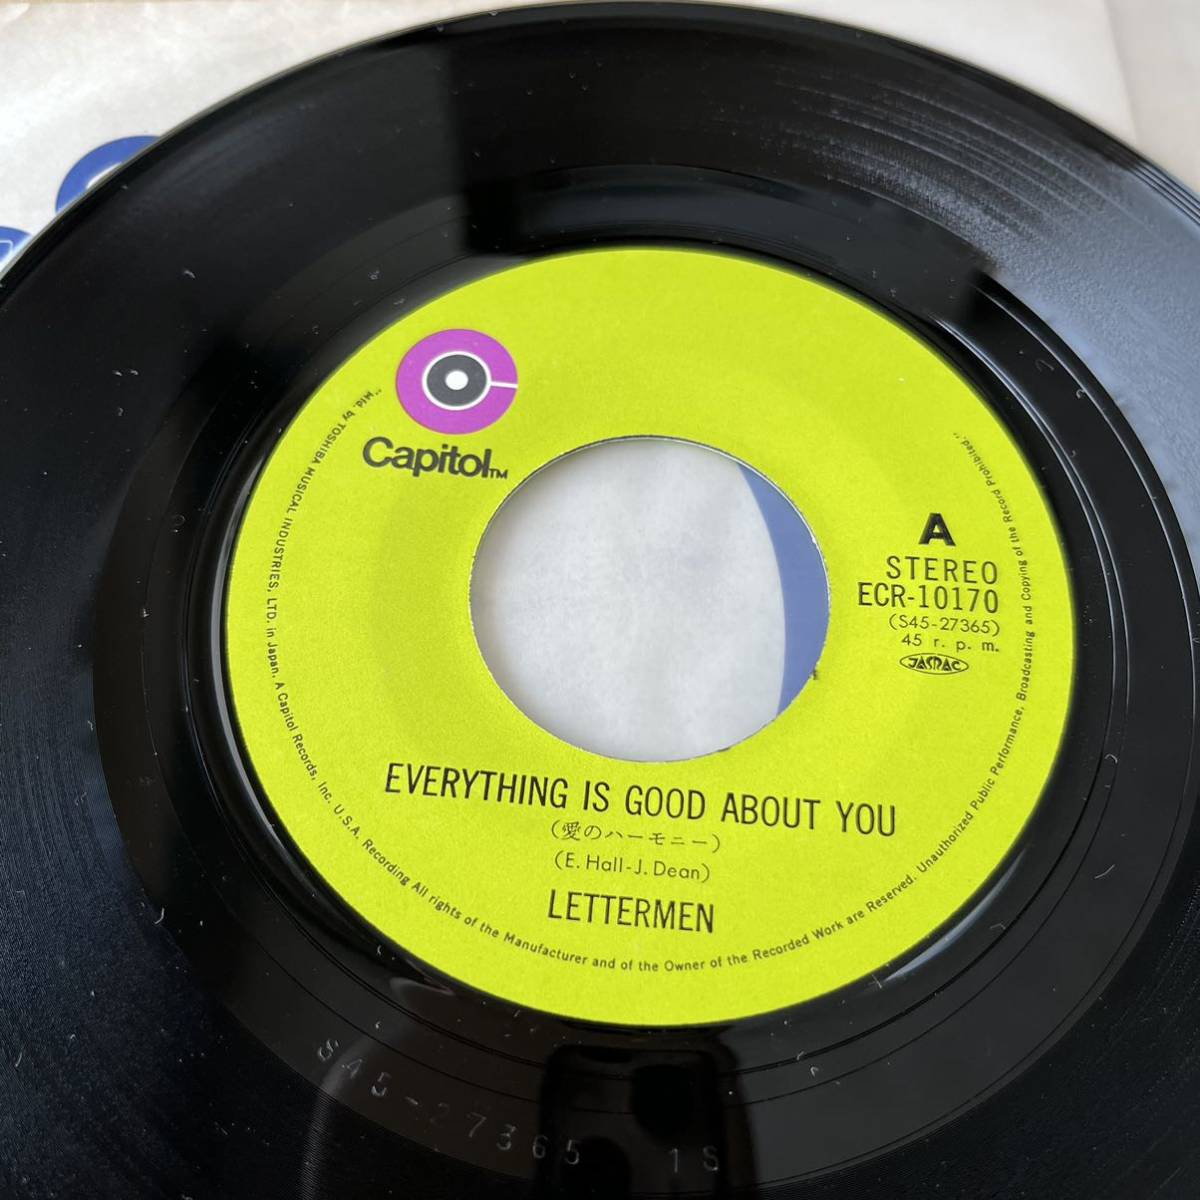 Capitol TM
A
STEREO
ECR-10170
(S45-27365)
45 r. p. m.
JASRAC
EVERYTHING IS GOOD ABOUT YOU
(愛のハーモニー)
(E. Hall-J. Dean)
LETTERMEN
"Mfd. by TOSHIBA MUSICAL INDUSTRIES, LTD. in Japan. A Capitol Records, Inc. U.S.A. Recording All rights of the Manufacturer and of the Owner of the Recorded Work are Reserved. Unauthorized Public Performance, Broadcasting and Copying of the Record Prohibited."
S45-27365 1S